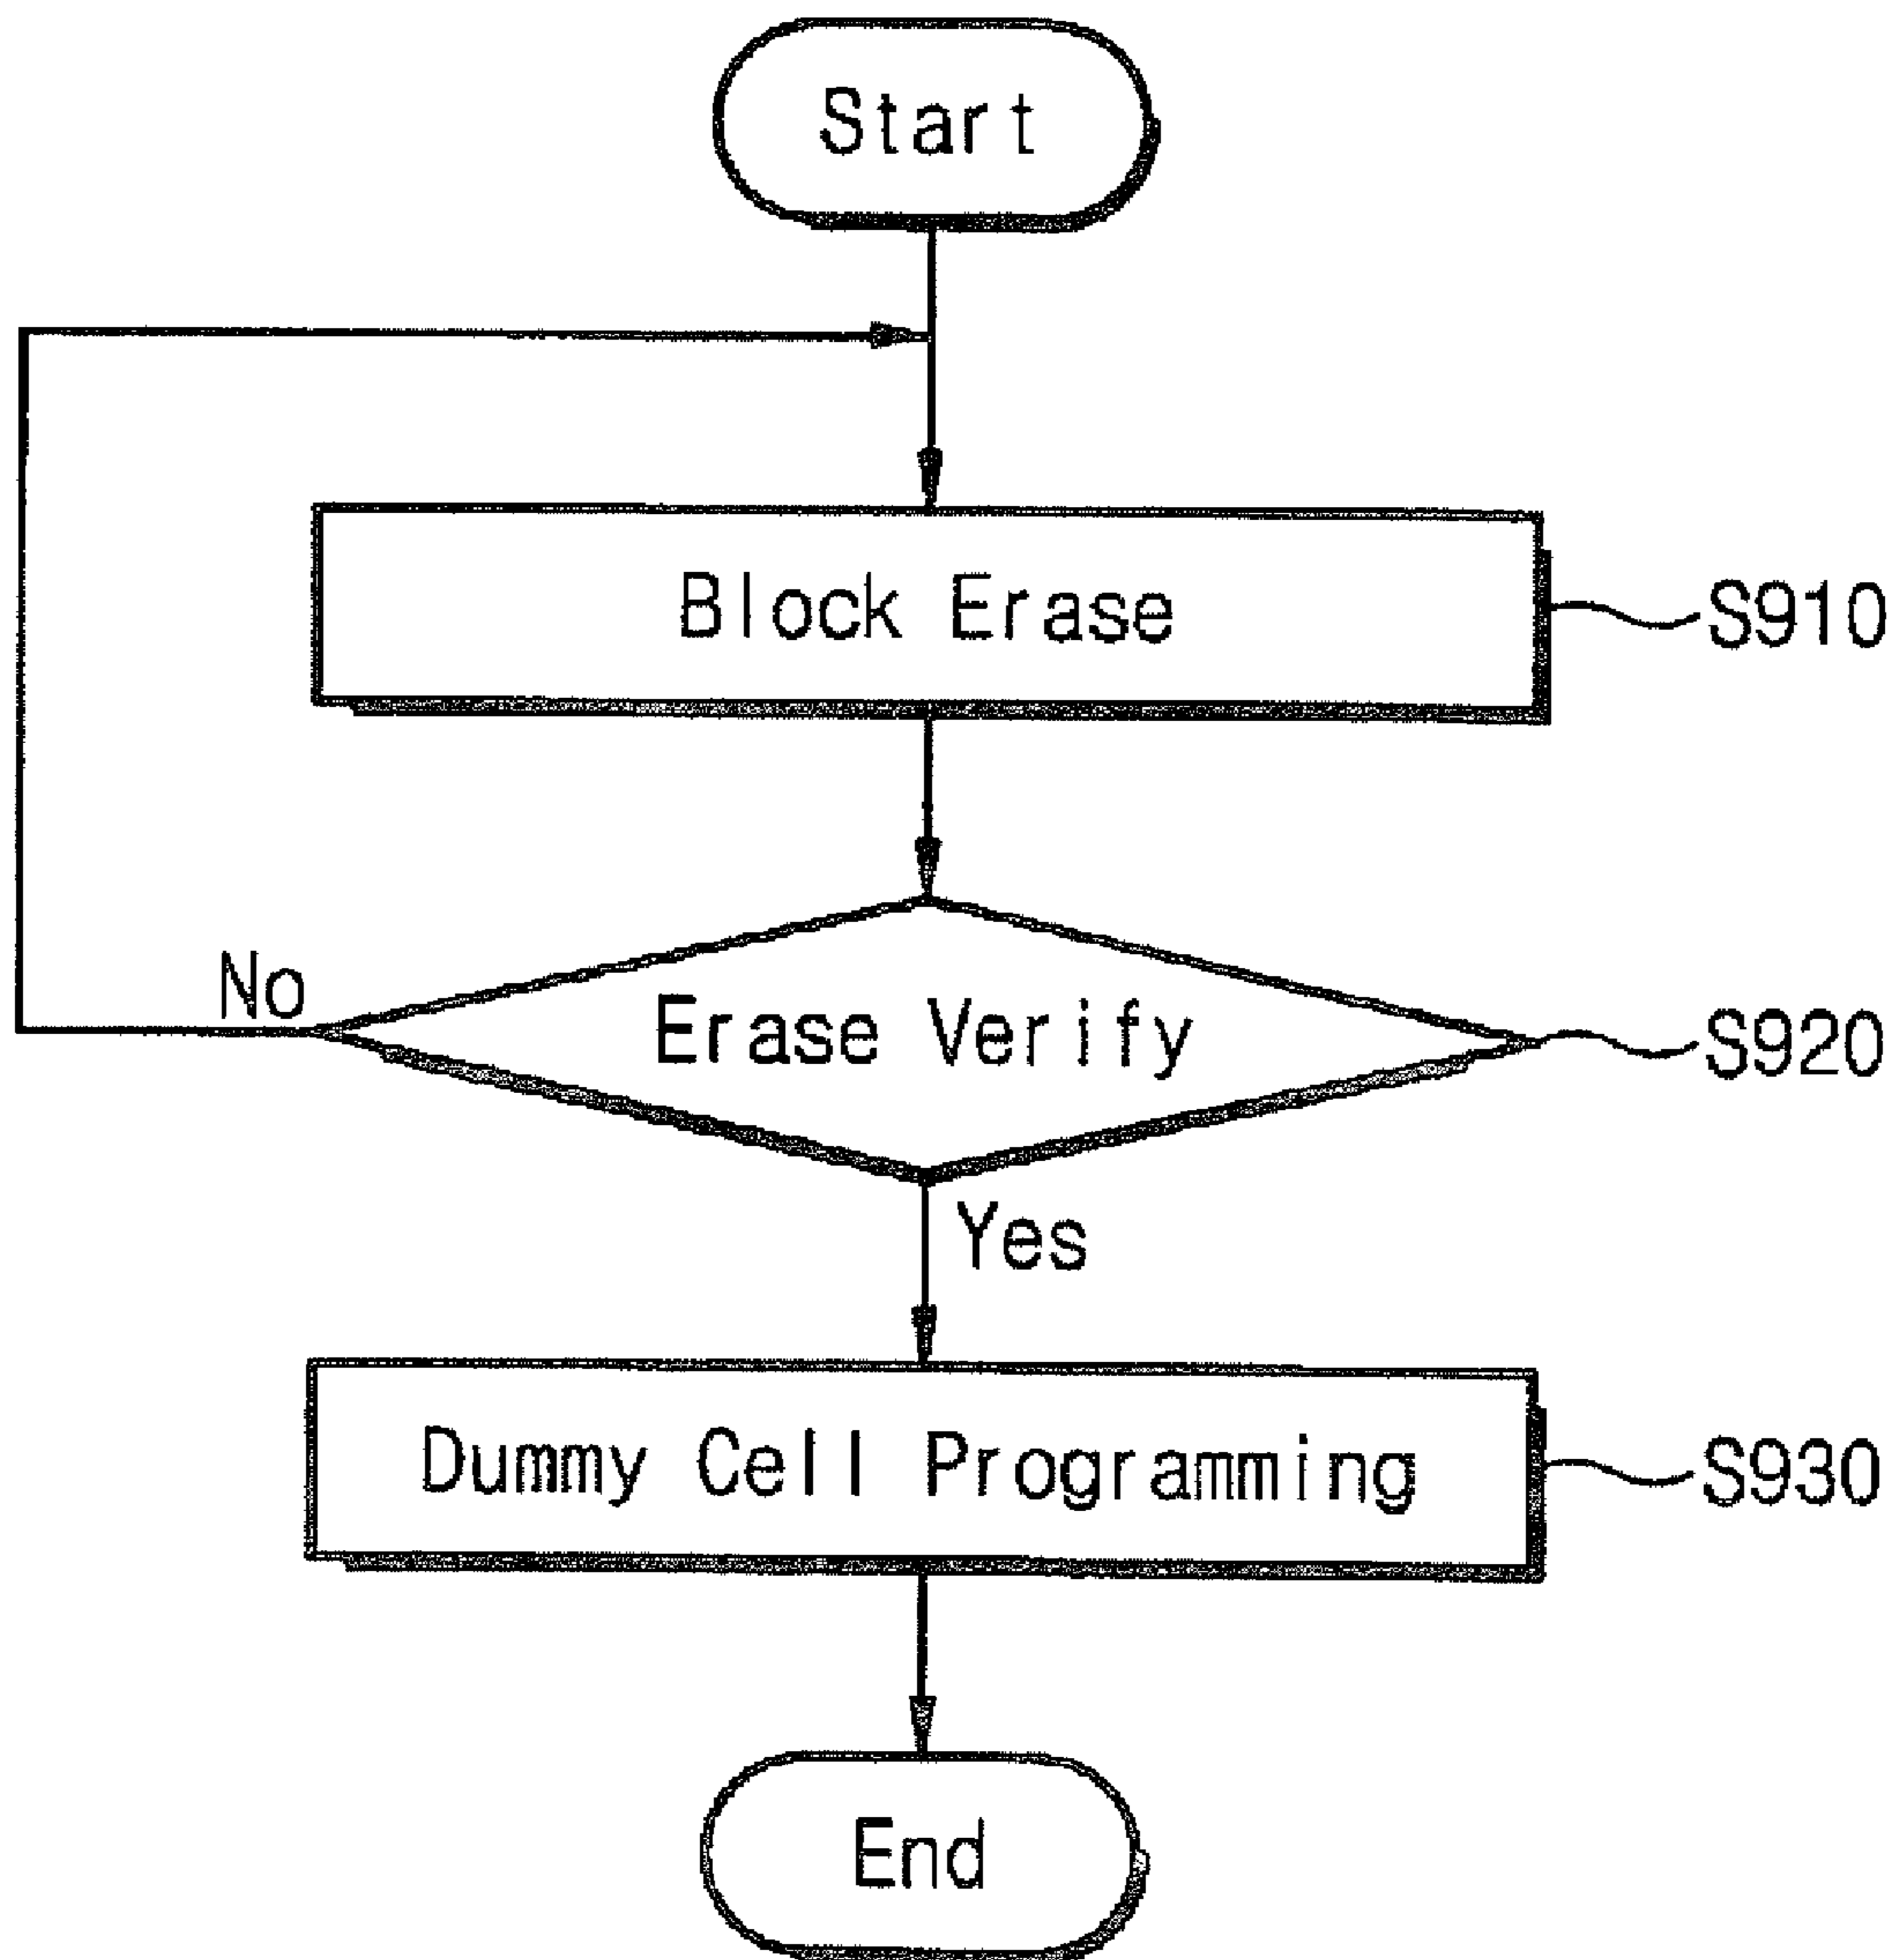 Start
Block Erase
S910
No
Erase Verify
S920
Yes
Dummy Cell Programming
S930
End